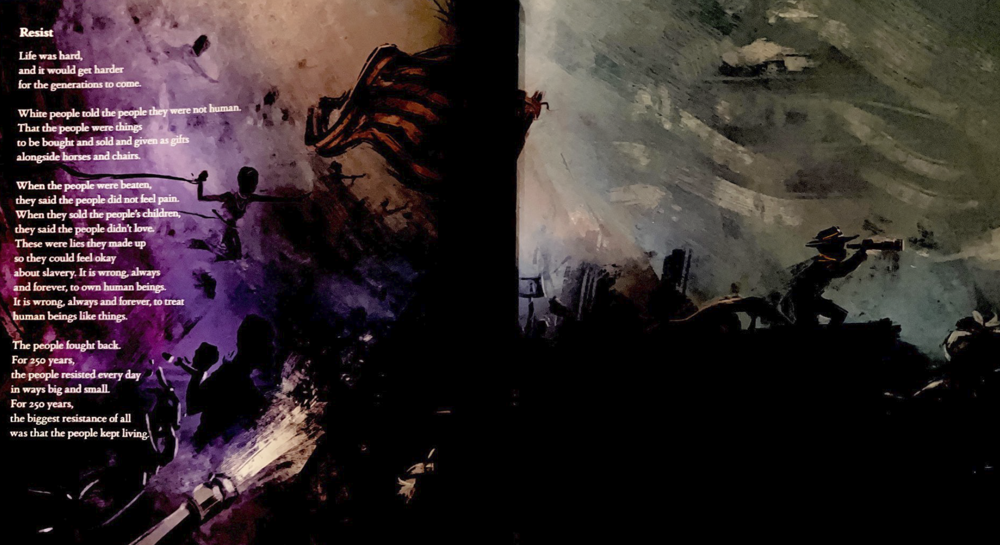 Resist
Life was hard,
and it would get harder
for the generations to come.
White people told the people they were not human.
That the people were things
to be bought and sold and given as gifts
alongside horses and chairs.
When the people were beaten,
they said the people did not feel pain.
When they sold the people's children,
they said the people didn't love.
These were lies they made up
so they could feel okay
about slavery. It is wrong, always
and forever, to own human beings.
It is wrong, always and forever, to treat
human beings like things.
The people fought back.
For 250 years,
the people resisted every day
in ways big and small.
For 250 years,
the biggest resistance of all
was that the people kept living.